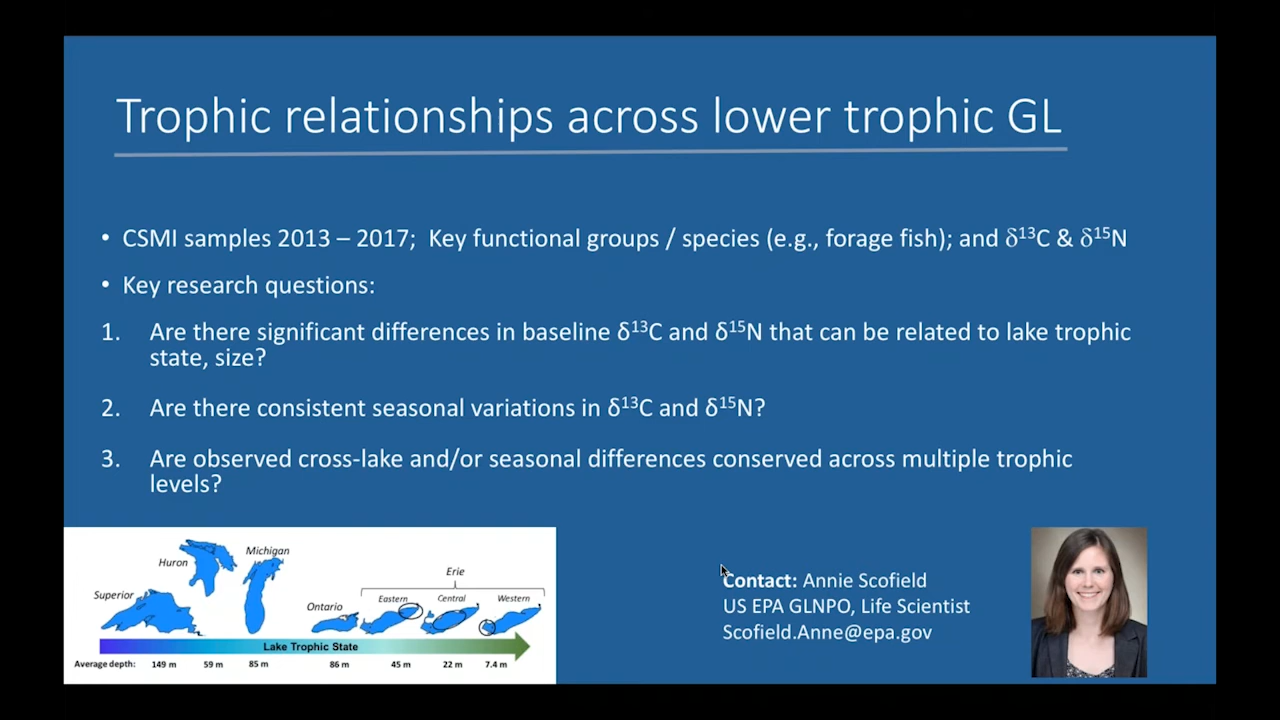 Trophic relationships across lower trophic GL
• CSMI samples 2013 – 2017; Key functional groups / species (e.g., forage fish); and δ¹³C & δ¹⁵N
• Key research questions:
1. Are there significant differences in baseline δ¹³C and δ¹⁵N that can be related to lake trophic
state, size?
2. Are there consistent seasonal variations in δ¹³C and δ¹⁵N?
3. Are observed cross-lake and/or seasonal differences conserved across multiple trophic
levels?
Superior
Huron
Michigan
Ontario
Erie
Eastern Central Western
Lake Trophic State
Average depth: 149 m 59 m 85 m 86 m 45 m 22 m 7.4 m
Contact: Annie Scofield
US EPA GLNPO, Life Scientist
Scofield.Anne@epa.gov